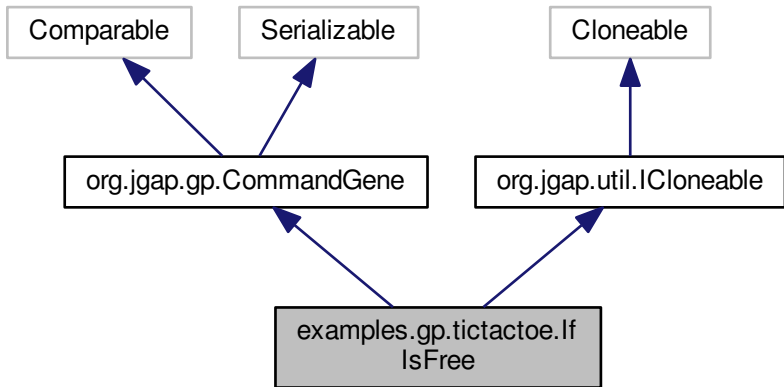 Comparable
Serializable
Cloneable
org.jgap.gp.CommandGene
org.jgap.util.ICloneable
examples.gp.tictactoe.If
IsFree